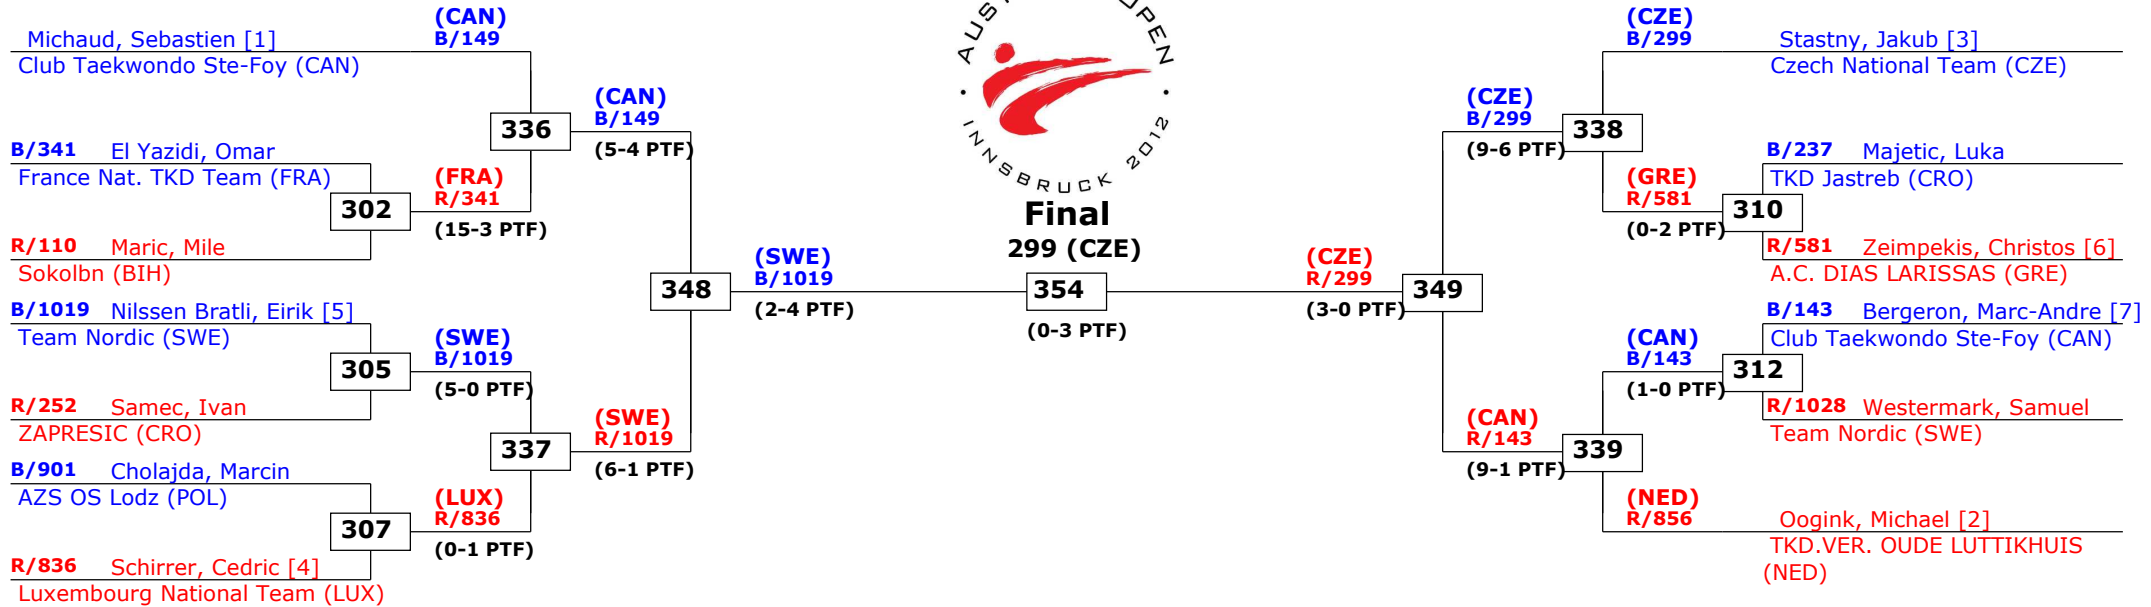 (CAN)
B/149
Michaud, Sebastien [1]
Club Taekwondo Ste-Foy (CAN)
B/341 El Yazidi, Omar
France Nat. TKD Team (FRA)
302
R/110 Maric, Mile
Sokolbn (BIH)
B/1019 Nilssen Bratli, Eirik [5]
Team Nordic (SWE)
305
R/252 Samec, Ivan
ZAPRESIC (CRO)
B/901 Cholajda, Marcin
AZS OS Lodz (POL)
307
R/836 Schirrer, Cedric [4]
Luxembourg National Team (LUX)
336
(FRA)
R/341
(15-3 PTF)
(SWE)
B/1019
(5-0 PTF)
337
(LUX)
R/836
(0-1 PTF)
(CAN)
B/149
(5-4 PTF)
348
(SWE)
R/1019
(6-1 PTF)
(SWE)
B/1019
(2-4 PTF)
INNSBRUCK 2012
Final
299 (CZE)
354
(0-3 PTF)
(CZE)
R/299
(3-0 PTF)
349
(CZE)
B/299
(9-6 PTF)
338
(CAN)
R/143
(9-1 PTF)
339
(CZE)
B/299
Stastny, Jakub [3]
Czech National Team (CZE)
(GRE)
R/581
(0-2 PTF)
310
B/237 Majetic, Luka
TKD Jastreb (CRO)
R/581 Zeimpekis, Christos [6]
A.C. DIAS LARISSAS (GRE)
B/143 Bergeron, Marc-Andre [7]
Club Taekwondo Ste-Foy (CAN)
(CAN)
B/143
(1-0 PTF)
312
R/1028 Westermark, Samuel
Team Nordic (SWE)
(NED)
R/856
Oogink, Michael [2]
TKD.VER. OUDE LUTTIKHUIS
(NED)